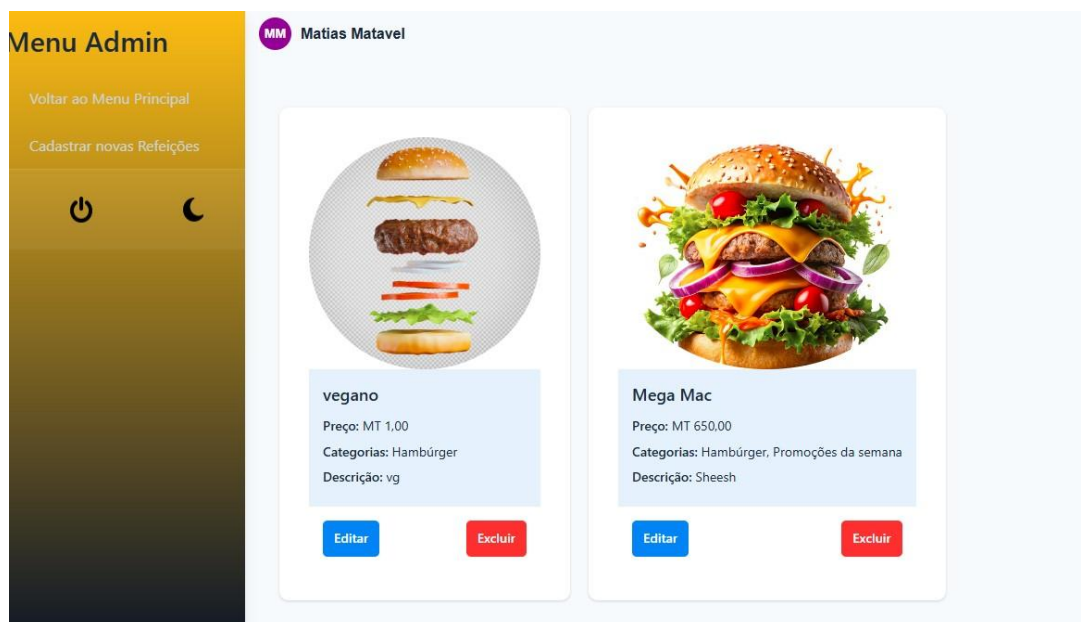 Menu Admin
Voltar ao Menu Principal
Cadastrar novas Refeições
MM Matias Matavel
vegano
Preço: MT 1,00
Categorias: Hambúrger
Descrição: vg
Editar Excluir
Mega Mac
Preço: MT 650,00
Categorias: Hambúrger, Promoções da semana
Descrição: Sheesh
Editar Excluir